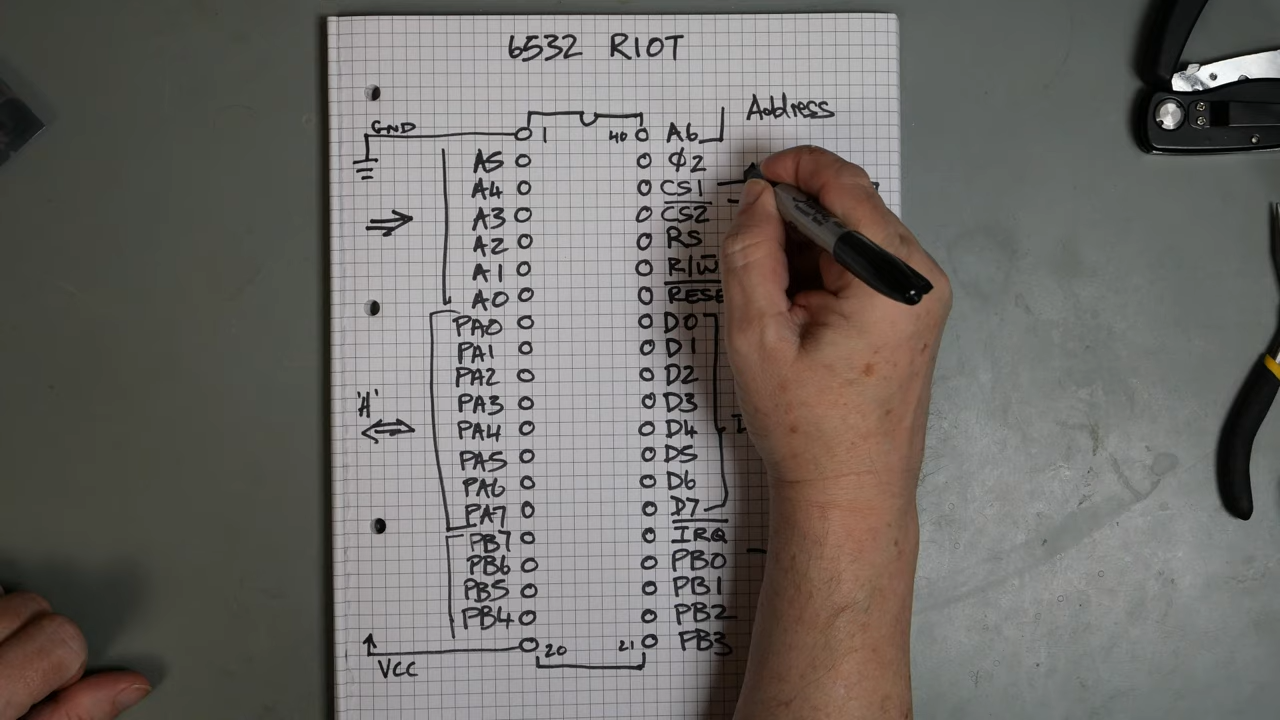 6532 RIOT
Address
GND 1 40 A6
A5 Φ2
A4 CS1
A3 CS2
A2 RS
A1 R/W
A0 RESE
PA0 D0
PA1 D1
PA2 D2
'A' PA3 D3
PA4 D4
PA5 D5
PA6 D6
PA7 D7
PB7 IRQ
PB6 PB0
PB5 PB1
PB4 PB2
20 21 PB3
VCC